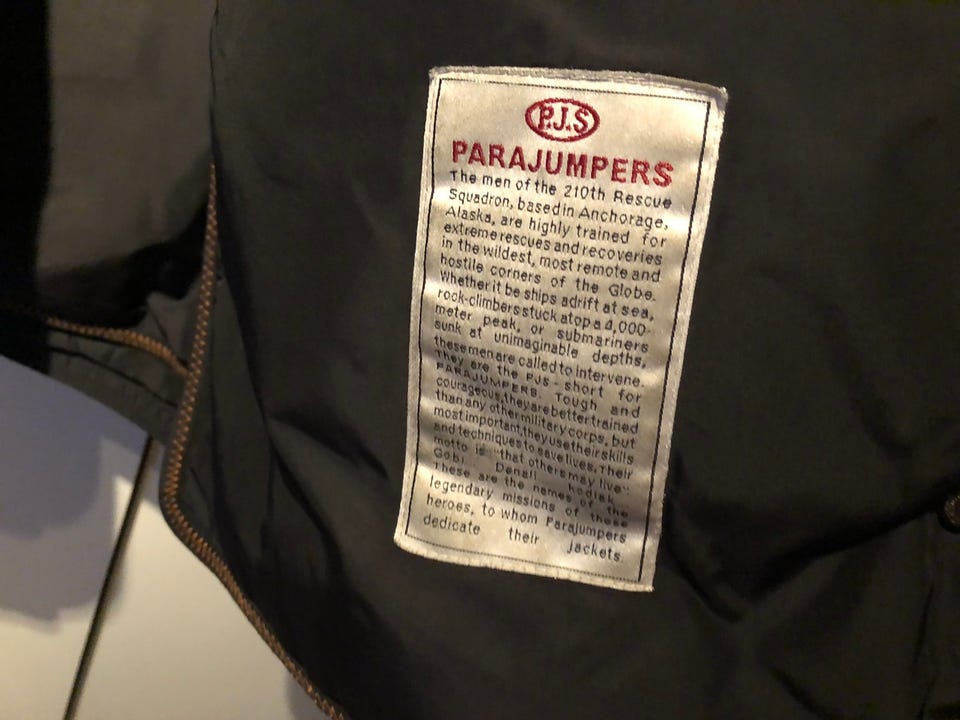 P.J.S
PARAJUMPERS
The men of the 210th Rescue
Squadron, based in Anchorage,
Alaska, are highly trained for
extreme rescues and recoveries
in the wildest, most remote and
hostile corners of the Globe.
Whether it be ships adrift at sea,
rock-climbers stuck atop a 4,000-
meter peak, or submariners
sunk at unimaginable depths,
these men are called to intervene.
They are the PJs - short for
PARAJUMPERS. Tough and
courageous, they are better trained
than any other military corps, but
most important, they use their skills
and techniques to save lives. Their
motto is "that others may live".
Gobi, Denali, Kodiak
These are the names of the
legendary missions of these
heroes, to whom Parajumpers
dedicate their jackets.